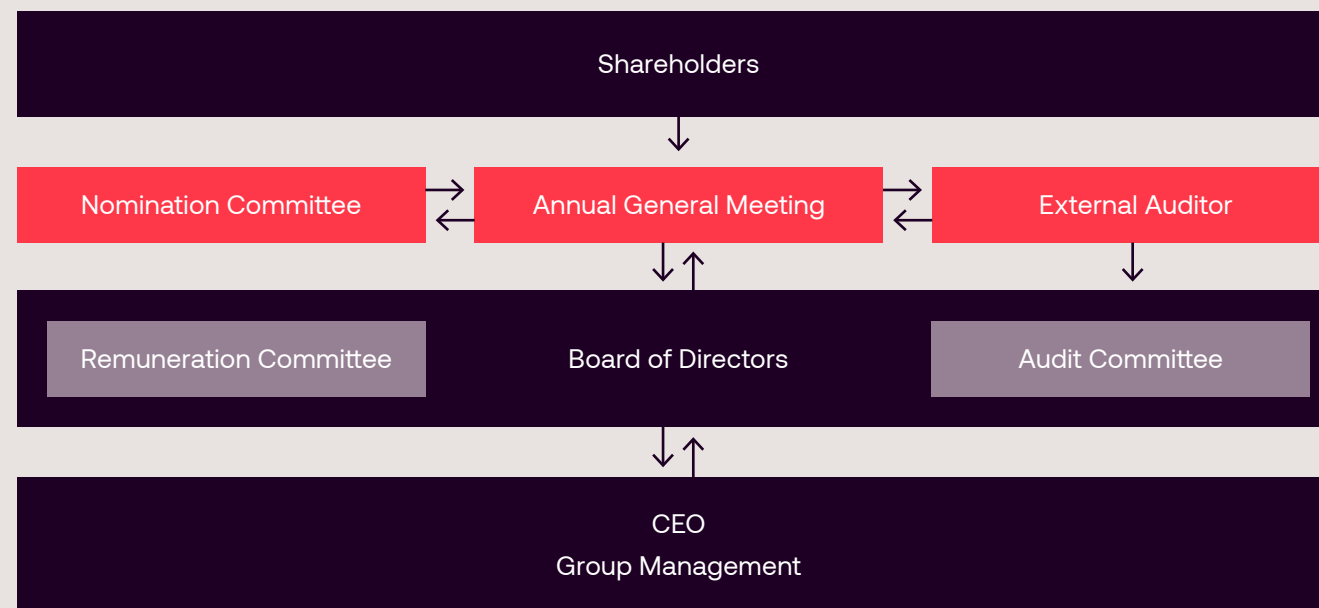 Shareholders
Nomination Committee
Annual General Meeting
External Auditor
Remuneration Committee
Board of Directors
Audit Committee
CEO
Group Management